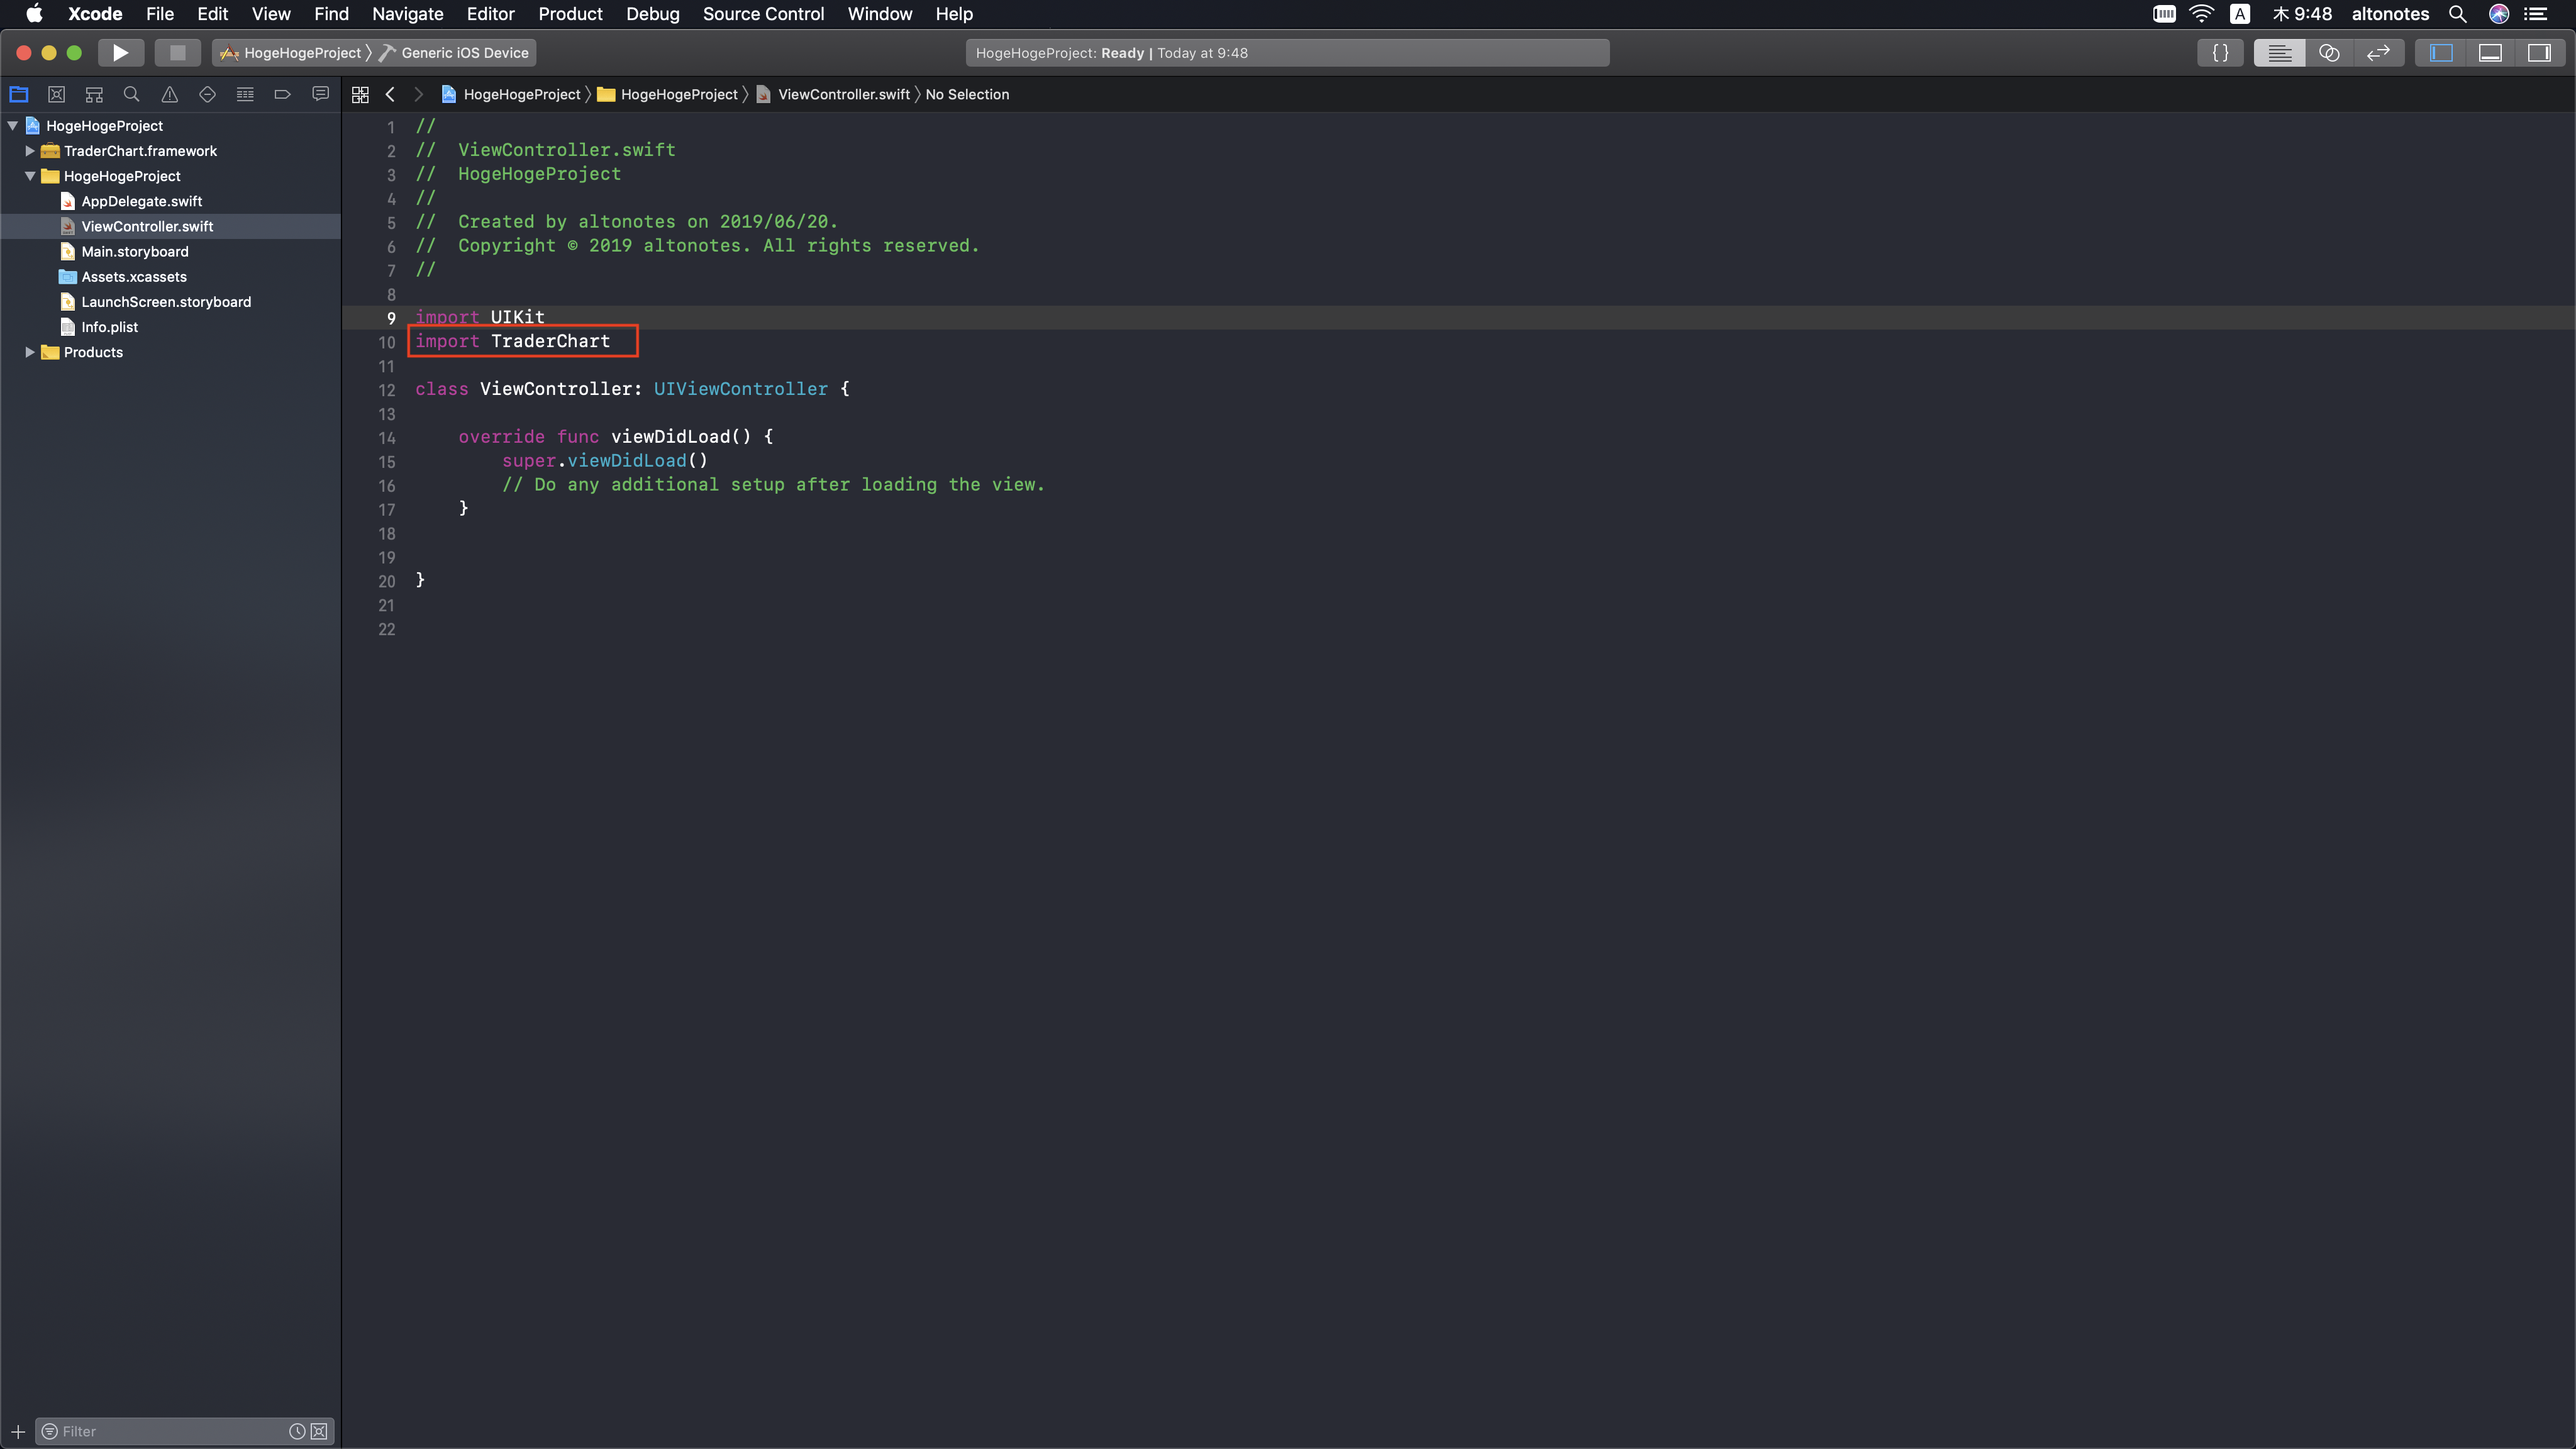 Xcode File Edit View Find Navigate Editor Product Debug Source Control Window Help A 木 9:48 altonotes
HogeHogeProject 〉 Generic iOS Device HogeHogeProject: Ready | Today at 9:48 {}
HogeHogeProject 〉 HogeHogeProject 〉 ViewController.swift 〉 No Selection
HogeHogeProject
TraderChart.framework
HogeHogeProject
AppDelegate.swift
ViewController.swift
Main.storyboard
Assets.xcassets
LaunchScreen.storyboard
Info.plist
Products
1 //
2 //  ViewController.swift
3 //  HogeHogeProject
4 //
5 //  Created by altonotes on 2019/06/20.
6 //  Copyright © 2019 altonotes. All rights reserved.
7 //
8
9 import UIKit
10 import TraderChart
11
12 class ViewController: UIViewController {
13
14     override func viewDidLoad() {
15         super.viewDidLoad()
16         // Do any additional setup after loading the view.
17     }
18
19
20 }
21
22
Filter